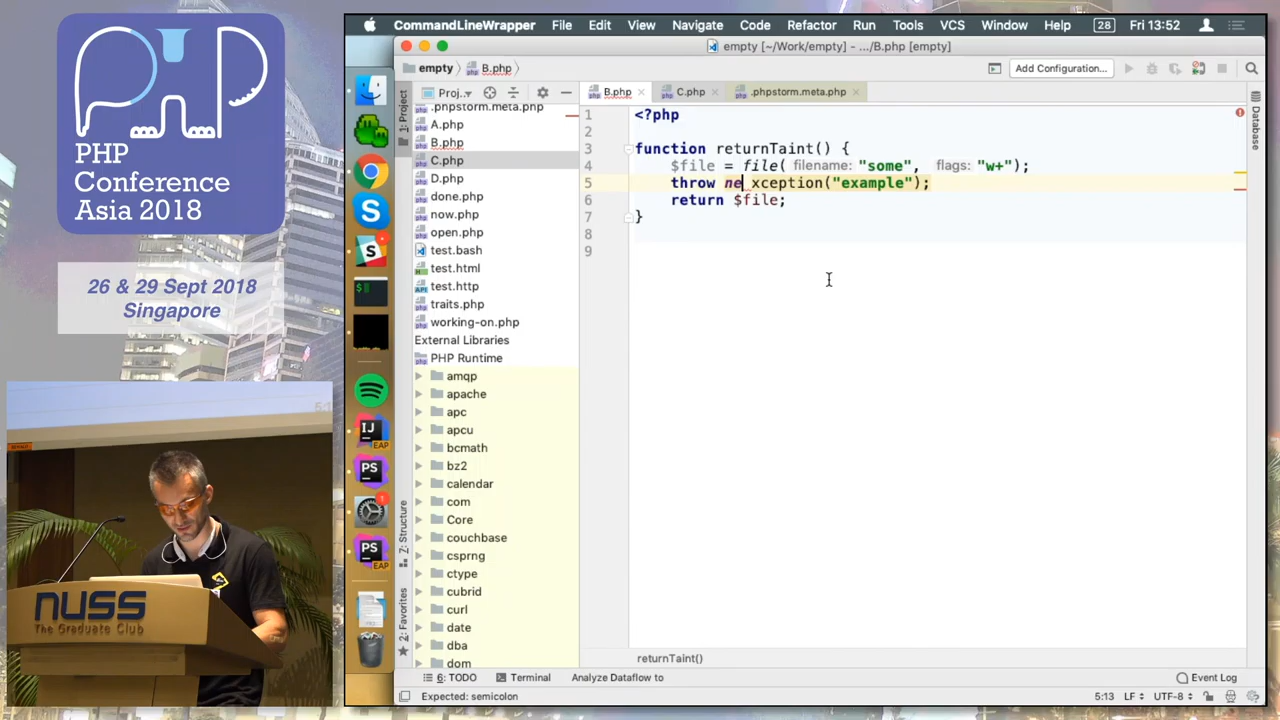 php
PHP
Conference
Asia 2018
26 & 29 Sept 2018
Singapore
NUSS
The Graduate Club
CommandLineWrapper File Edit View Navigate Code Refactor Run Tools VCS Window Help 28 Fri 13:52
empty [~/Work/empty] - .../B.php [empty]
empty B.php Add Configuration...
1: Project
Proj..
B.php C.php .phpstorm.meta.php
Database
.phpstorm.meta.php
A.php
B.php
C.php
D.php
done.php
now.php
open.php
test.bash
test.html
test.http
traits.php
working-on.php
External Libraries
PHP Runtime
amqp
apache
apc
apcu
bcmath
bz2
calendar
com
Core
couchbase
csprng
ctype
cubrid
curl
date
dba
dom
1 <?php
2
3 function returnTaint() {
4 $file = file( filename: "some", flags: "w+");
5 throw ne xception("example");
6 return $file;
7 }
8
9
IJ
EAP
PS
PS
EAP
Z: Structure
2: Favorites
returnTaint()
6: TODO Terminal Analyze Dataflow to Event Log
Expected: semicolon 5:13 LF UTF-8